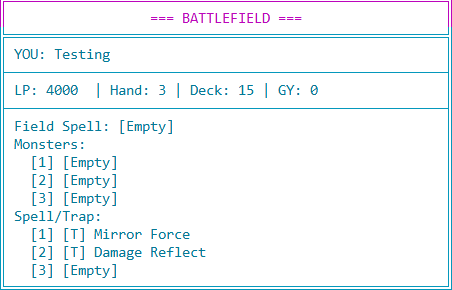 === BATTLEFIELD ===
YOU: Testing
LP: 4000  | Hand: 3 | Deck: 15 | GY: 0
Field Spell: [Empty]
Monsters:
  [1] [Empty]
  [2] [Empty]
  [3] [Empty]
Spell/Trap:
  [1] [T] Mirror Force
  [2] [T] Damage Reflect
  [3] [Empty]